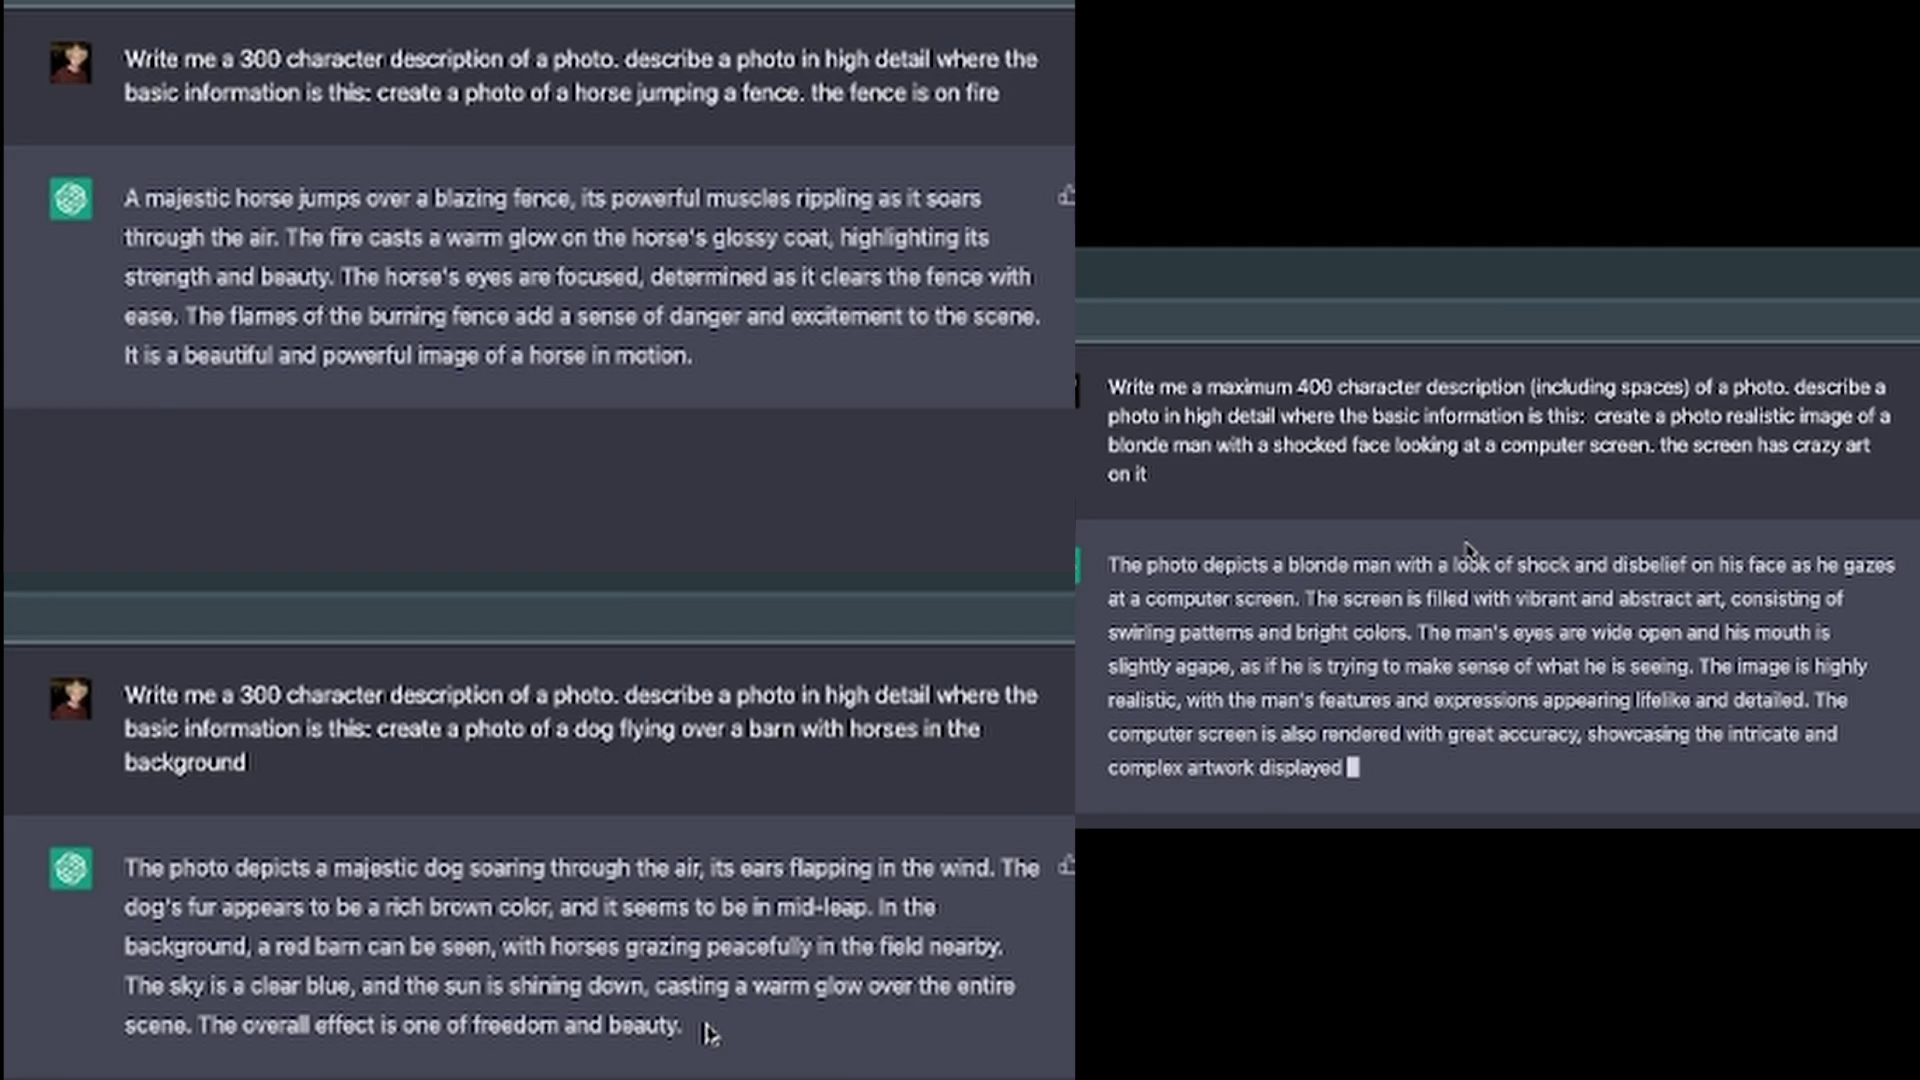 Write me a 300 character description of a photo. describe a photo in high detail where the
basic information is this: create a photo of a horse jumping a fence. the fence is on fire
A majestic horse jumps over a blazing fence, its powerful muscles rippling as it soars
through the air. The fire casts a warm glow on the horse's glossy coat, highlighting its
strength and beauty. The horse's eyes are focused, determined as it clears the fence with
ease. The flames of the burning fence add a sense of danger and excitement to the scene.
It is a beautiful and powerful image of a horse in motion.
Write me a 300 character description of a photo. describe a photo in high detail where the
basic information is this: create a photo of a dog flying over a barn with horses in the
background
The photo depicts a majestic dog soaring through the air, its ears flapping in the wind. The
dog's fur appears to be a rich brown color, and it seems to be in mid-leap. In the
background, a red barn can be seen, with horses grazing peacefully in the field nearby.
The sky is a clear blue, and the sun is shining down, casting a warm glow over the entire
scene. The overall effect is one of freedom and beauty.
Write me a maximum 400 character description (including spaces) of a photo. describe a
photo in high detail where the basic information is this: create a photo realistic image of a
blonde man with a shocked face looking at a computer screen. the screen has crazy art
on it
The photo depicts a blonde man with a look of shock and disbelief on his face as he gazes
at a computer screen. The screen is filled with vibrant and abstract art, consisting of
swirling patterns and bright colors. The man's eyes are wide open and his mouth is
slightly agape, as if he is trying to make sense of what he is seeing. The image is highly
realistic, with the man's features and expressions appearing lifelike and detailed. The
computer screen is also rendered with great accuracy, showcasing the intricate and
complex artwork displayed